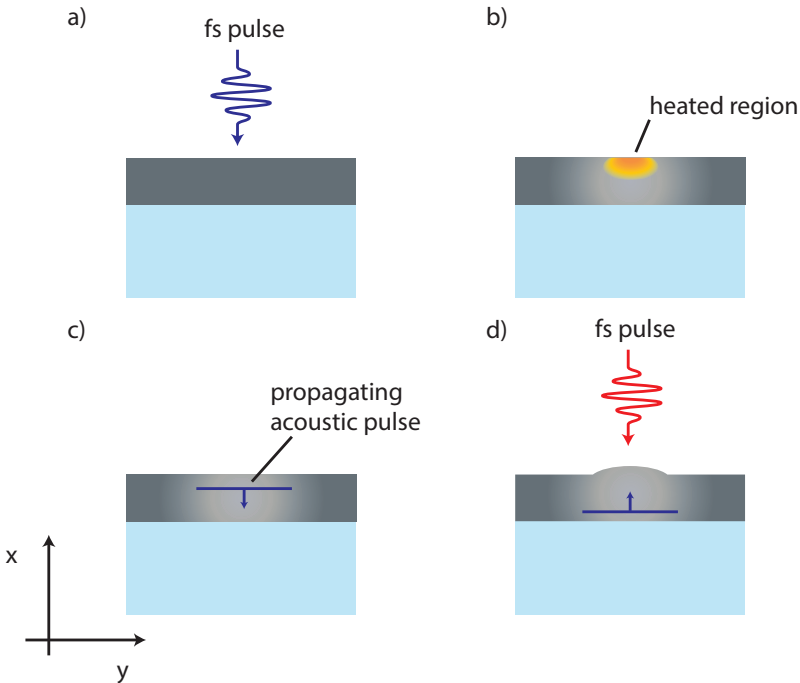 a)
fs pulse
b)
heated region
c)
propagating
acoustic pulse
d)
fs pulse
x
y